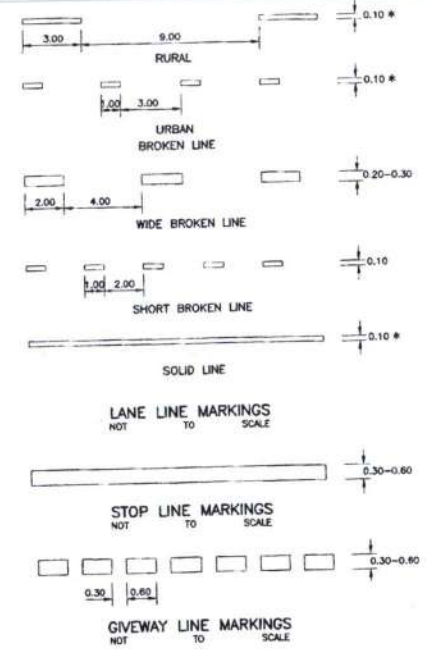 0.10 *
3.00 9.00
RURAL
0.10 *
1.00 3.00
URBAN
BROKEN LINE
0.20-0.30
2.00 4.00
WIDE BROKEN LINE
0.10
1.00 2.00
SHORT BROKEN LINE
0.10 *
SOLID LINE
LANE LINE MARKINGS
NOT TO SCALE
0.30-0.60
STOP LINE MARKINGS
NOT TO SCALE
0.30-0.60
0.30 0.60
GIVEWAY LINE MARKINGS
NOT TO SCALE